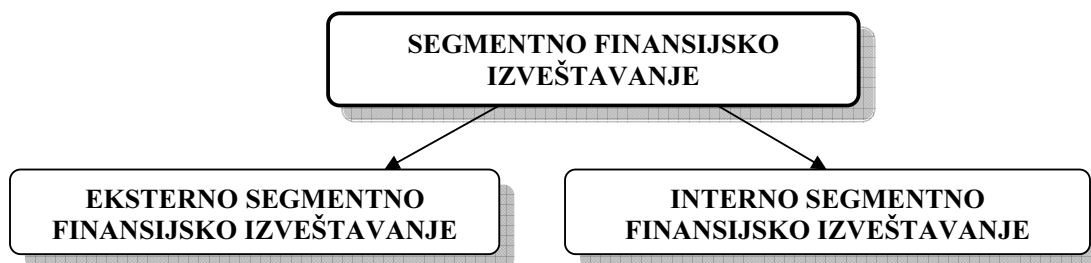 SEGMENTNO FINANSIJSKO
IZVEŠTAVANJE
EKSTERNO SEGMENTNO
FINANSIJSKO IZVEŠTAVANJE
INTERNO SEGMENTNO
FINANSIJSKO IZVEŠTAVANJE